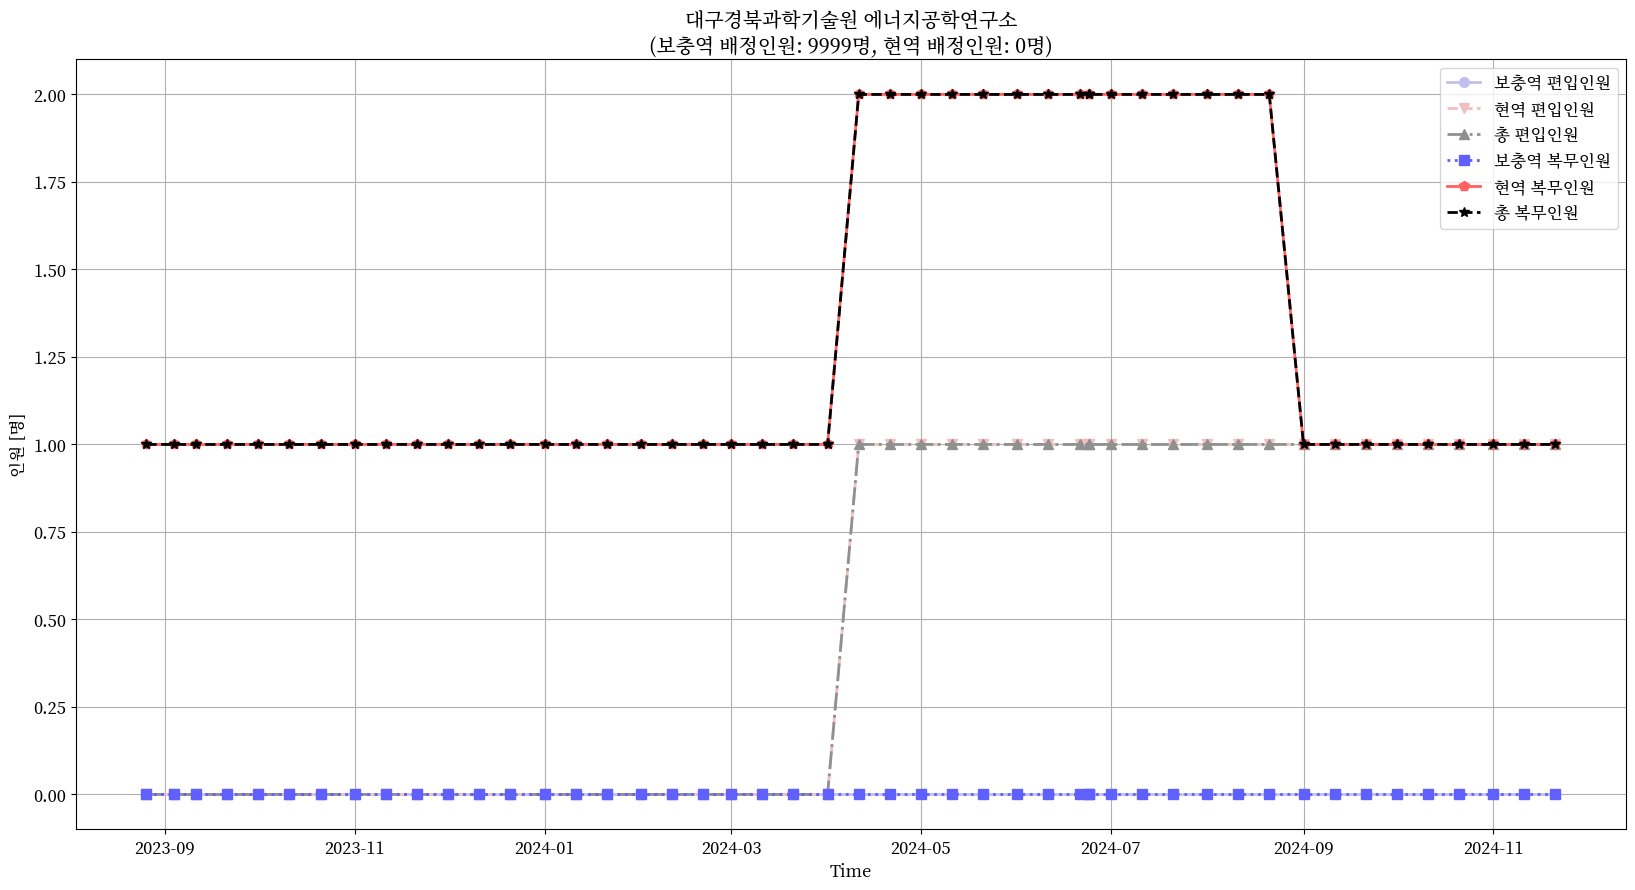 대구경북과학기술원 에너지공학연구소
(보충역 배정인원: 9999명, 현역 배정인원: 0명)
보충역 편입인원
현역 편입인원
총 편입인원
보충역 복무인원
현역 복무인원
총 복무인원
인원 [명]
2.00
1.75
1.50
1.25
1.00
0.75
0.50
0.25
0.00
2023-09
2023-11
2024-01
2024-03
2024-05
2024-07
2024-09
2024-11
Time